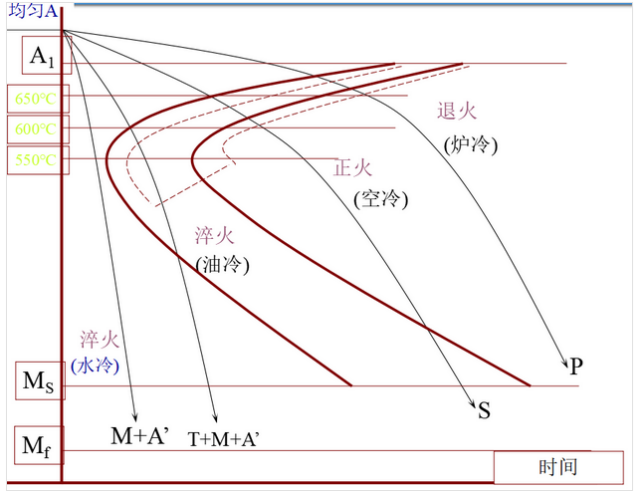 均匀A
A1
650℃
600℃
550℃
退火
(炉冷)
正火
(空冷)
淬火
(油冷)
淬火
(水冷)
MS
P
S
M+A’
T+M+A’
Mf
时间